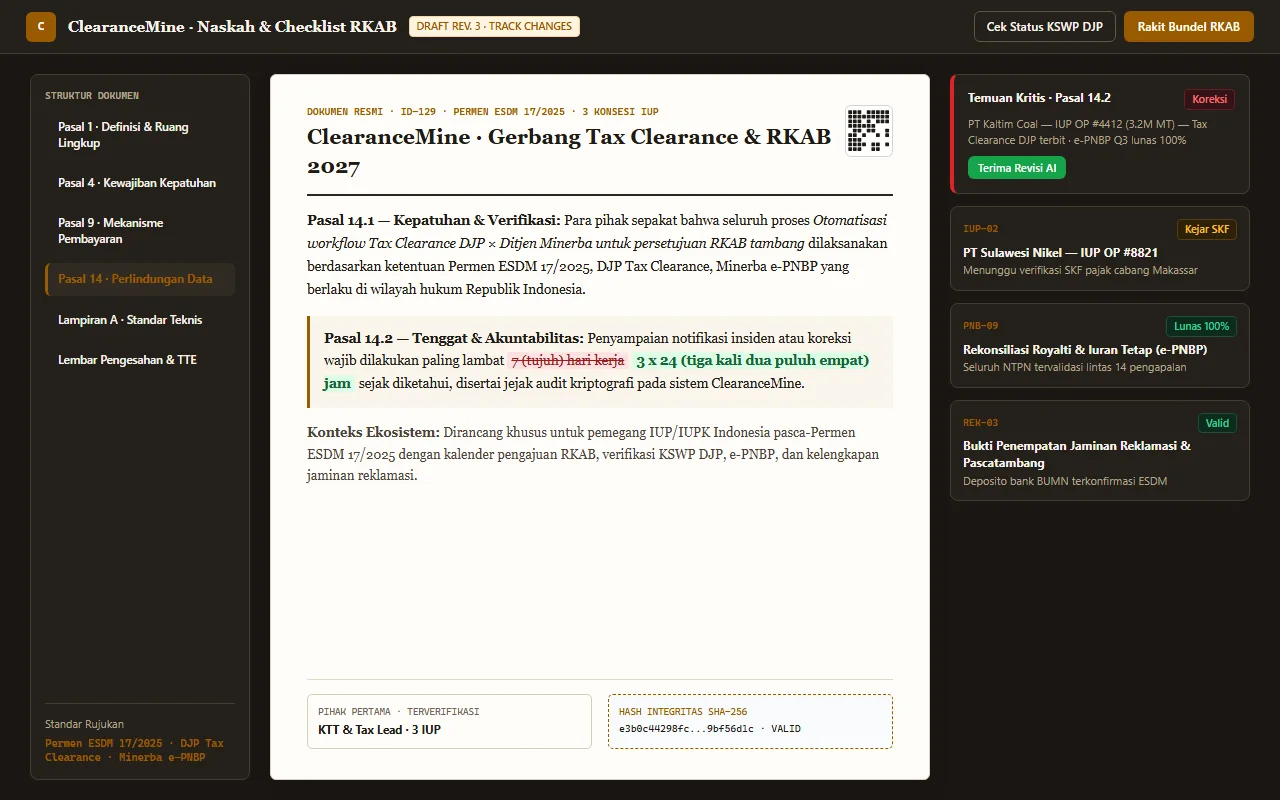 C
ClearanceMine · Naskah & Checklist RKAB
DRAFT REV. 3 · TRACK CHANGES
Cek Status KSWP DJP
Rakit Bundel RKAB
STRUKTUR DOKUMEN
Pasal 1 · Definisi & Ruang
Lingkup
Pasal 4 · Kewajiban Kepatuhan
Pasal 9 · Mekanisme
Pembayaran
Pasal 14 · Perlindungan Data
Lampiran A · Standar Teknis
Lembar Pengesahan & TTE
Standar Rujukan
Permen ESDM 17/2025 · DJP Tax
Clearance · Minerba e-PNBP
DOKUMEN RESMI · ID-129 · PERMEN ESDM 17/2025 · 3 KONSESI IUP
ClearanceMine · Gerbang Tax Clearance & RKAB
2027
Pasal 14.1 — Kepatuhan & Verifikasi: Para pihak sepakat bahwa seluruh proses Otomatisasi
workflow Tax Clearance DJP × Ditjen Minerba untuk persetujuan RKAB tambang dilaksanakan
berdasarkan ketentuan Permen ESDM 17/2025, DJP Tax Clearance, Minerba e-PNBP yang
berlaku di wilayah hukum Republik Indonesia.
Pasal 14.2 — Tenggat & Akuntabilitas: Penyampaian notifikasi insiden atau koreksi
wajib dilakukan paling lambat 7 (tujuh) hari kerja 3 x 24 (tiga kali dua puluh empat)
jam sejak diketahui, disertai jejak audit kriptografi pada sistem ClearanceMine.
Konteks Ekosistem: Dirancang khusus untuk pemegang IUP/IUPK Indonesia pasca-Permen
ESDM 17/2025 dengan kalender pengajuan RKAB, verifikasi KSWP DJP, e-PNBP, dan kelengkapan
jaminan reklamasi.
PIHAK PERTAMA · TERVERIFIKASI
KTT & Tax Lead · 3 IUP
HASH INTEGRITAS SHA-256
e3b0c44298fc...9bf56d1c · VALID
Temuan Kritis · Pasal 14.2
Koreksi
PT Kaltim Coal — IUP OP #4412 (3.2M MT) — Tax
Clearance DJP terbit · e-PNBP Q3 lunas 100%
Terima Revisi AI
IUP-02
Kejar SKF
PT Sulawesi Nikel — IUP OP #8821
Menunggu verifikasi SKF pajak cabang Makassar
PNB-09
Lunas 100%
Rekonsiliasi Royalti & Iuran Tetap (e-PNBP)
Seluruh NTPN tervalidasi lintas 14 pengapalan
REK-03
Valid
Bukti Penempatan Jaminan Reklamasi &
Pascatambang
Deposito bank BUMN terkonfirmasi ESDM